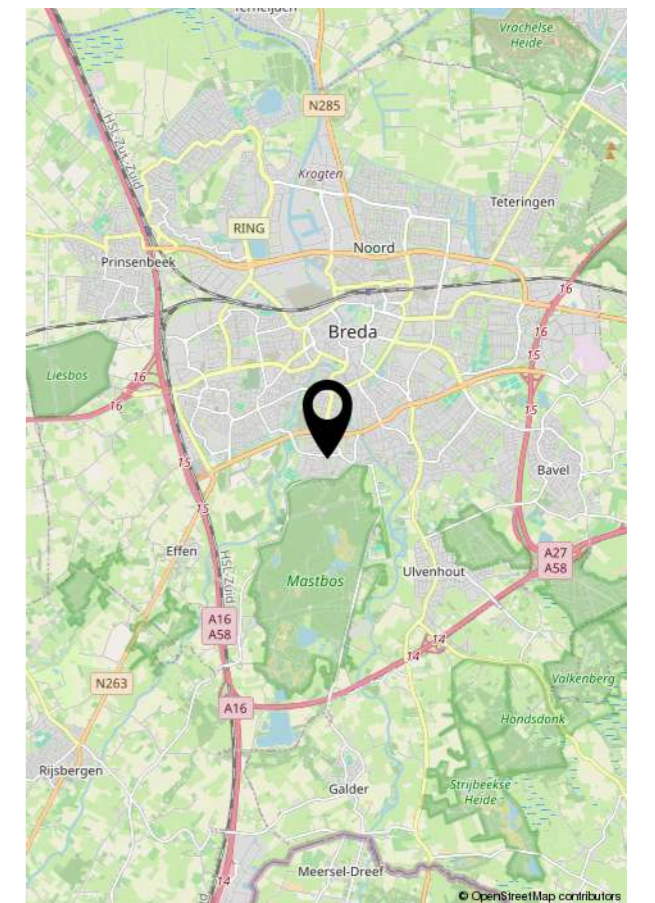 Terheijden
Vrachelse
Heide
N285
HSL-Zuid
Krogten
Teteringen
RING
Noord
Prinsenbeek
16
Breda
16
15
Liesbos
16
16
15
15
Bavel
15
Effen
HSL-Zuid
A27
A58
Ulvenhout
Mastbos
A16
A58
14
14
N263
Valkenberg
A16
Hondsdonk
Rijsbergen
Strijbeekse
Heide
Galder
Meersel-Dreef
14
© OpenStreetMap contributors